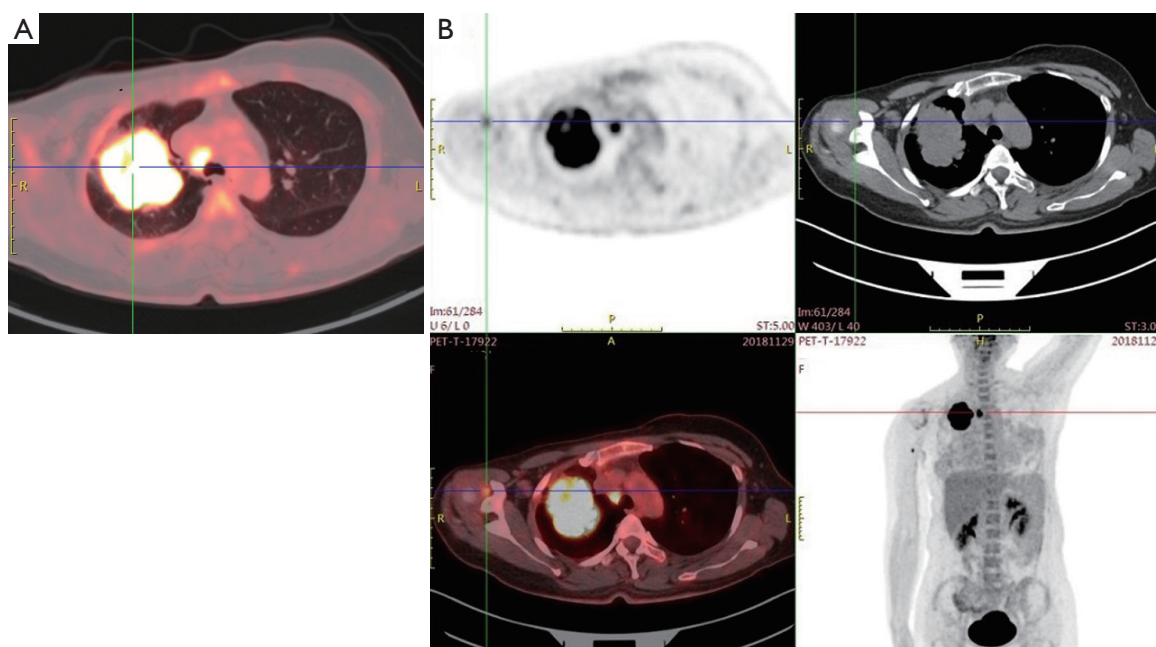 A
R
L
B
R
L
Im:61/284
U 6/ L 0
P
ST:5.00
R
L
Im:61/284
W 403/ L 40
P
ST:3.0
PET-T-17922
A
20181129
F
R
L
PET-T-17922
H
2018112
F
R
L